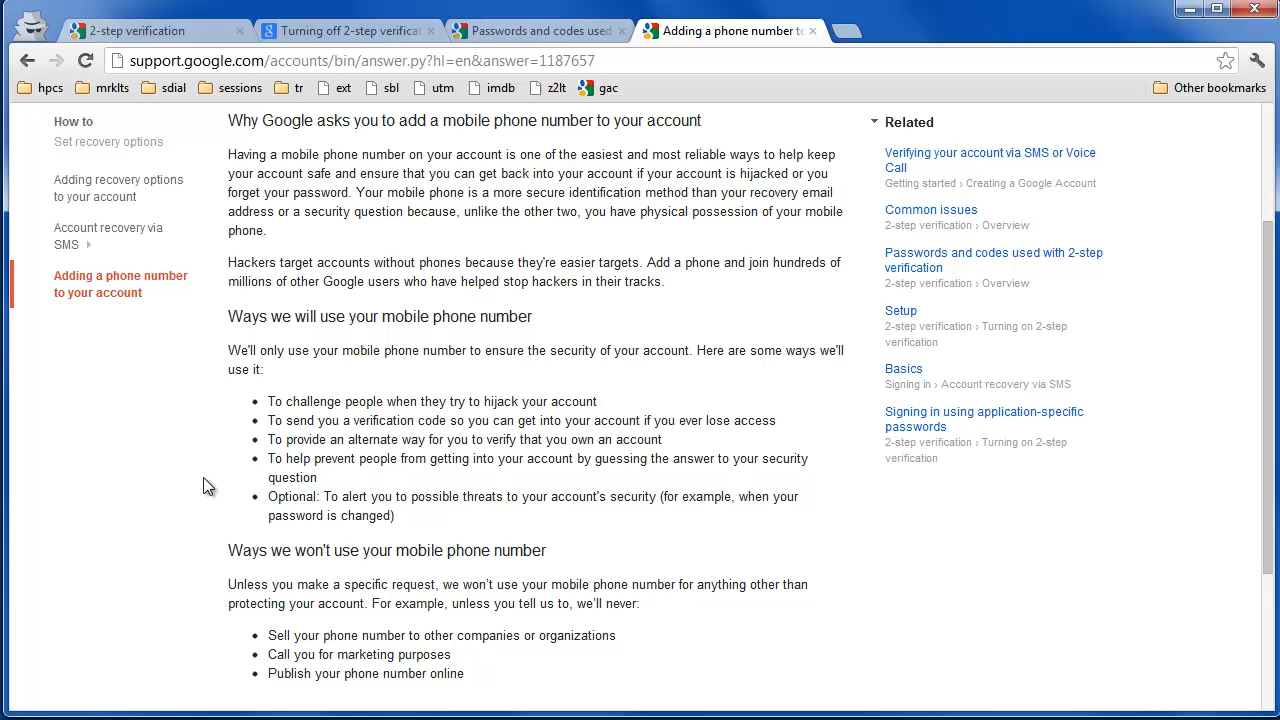 2-step verification
Turning off 2-step verificat
Passwords and codes used
Adding a phone number to
support.google.com/accounts/bin/answer.py?hl=en&answer=1187657
hpcs mrklts sdial sessions tr ext sbl utm imdb z2lt gac Other bookmarks
How to
Set recovery options
Adding recovery options
to your account
Account recovery via
SMS
Adding a phone number
to your account
Why Google asks you to add a mobile phone number to your account
Having a mobile phone number on your account is one of the easiest and most reliable ways to help keep
your account safe and ensure that you can get back into your account if your account is hijacked or you
forget your password. Your mobile phone is a more secure identification method than your recovery email
address or a security question because, unlike the other two, you have physical possession of your mobile
phone.
Hackers target accounts without phones because they're easier targets. Add a phone and join hundreds of
millions of other Google users who have helped stop hackers in their tracks.
Ways we will use your mobile phone number
We'll only use your mobile phone number to ensure the security of your account. Here are some ways we'll
use it:
• To challenge people when they try to hijack your account
• To send you a verification code so you can get into your account if you ever lose access
• To provide an alternate way for you to verify that you own an account
• To help prevent people from getting into your account by guessing the answer to your security
question
• Optional: To alert you to possible threats to your account's security (for example, when your
password is changed)
Ways we won't use your mobile phone number
Unless you make a specific request, we won't use your mobile phone number for anything other than
protecting your account. For example, unless you tell us to, we'll never:
• Sell your phone number to other companies or organizations
• Call you for marketing purposes
• Publish your phone number online
Related
Verifying your account via SMS or Voice
Call
Getting started › Creating a Google Account
Common issues
2-step verification › Overview
Passwords and codes used with 2-step
verification
2-step verification › Overview
Setup
2-step verification › Turning on 2-step
verification
Basics
Signing in › Account recovery via SMS
Signing in using application-specific
passwords
2-step verification › Turning on 2-step
verification